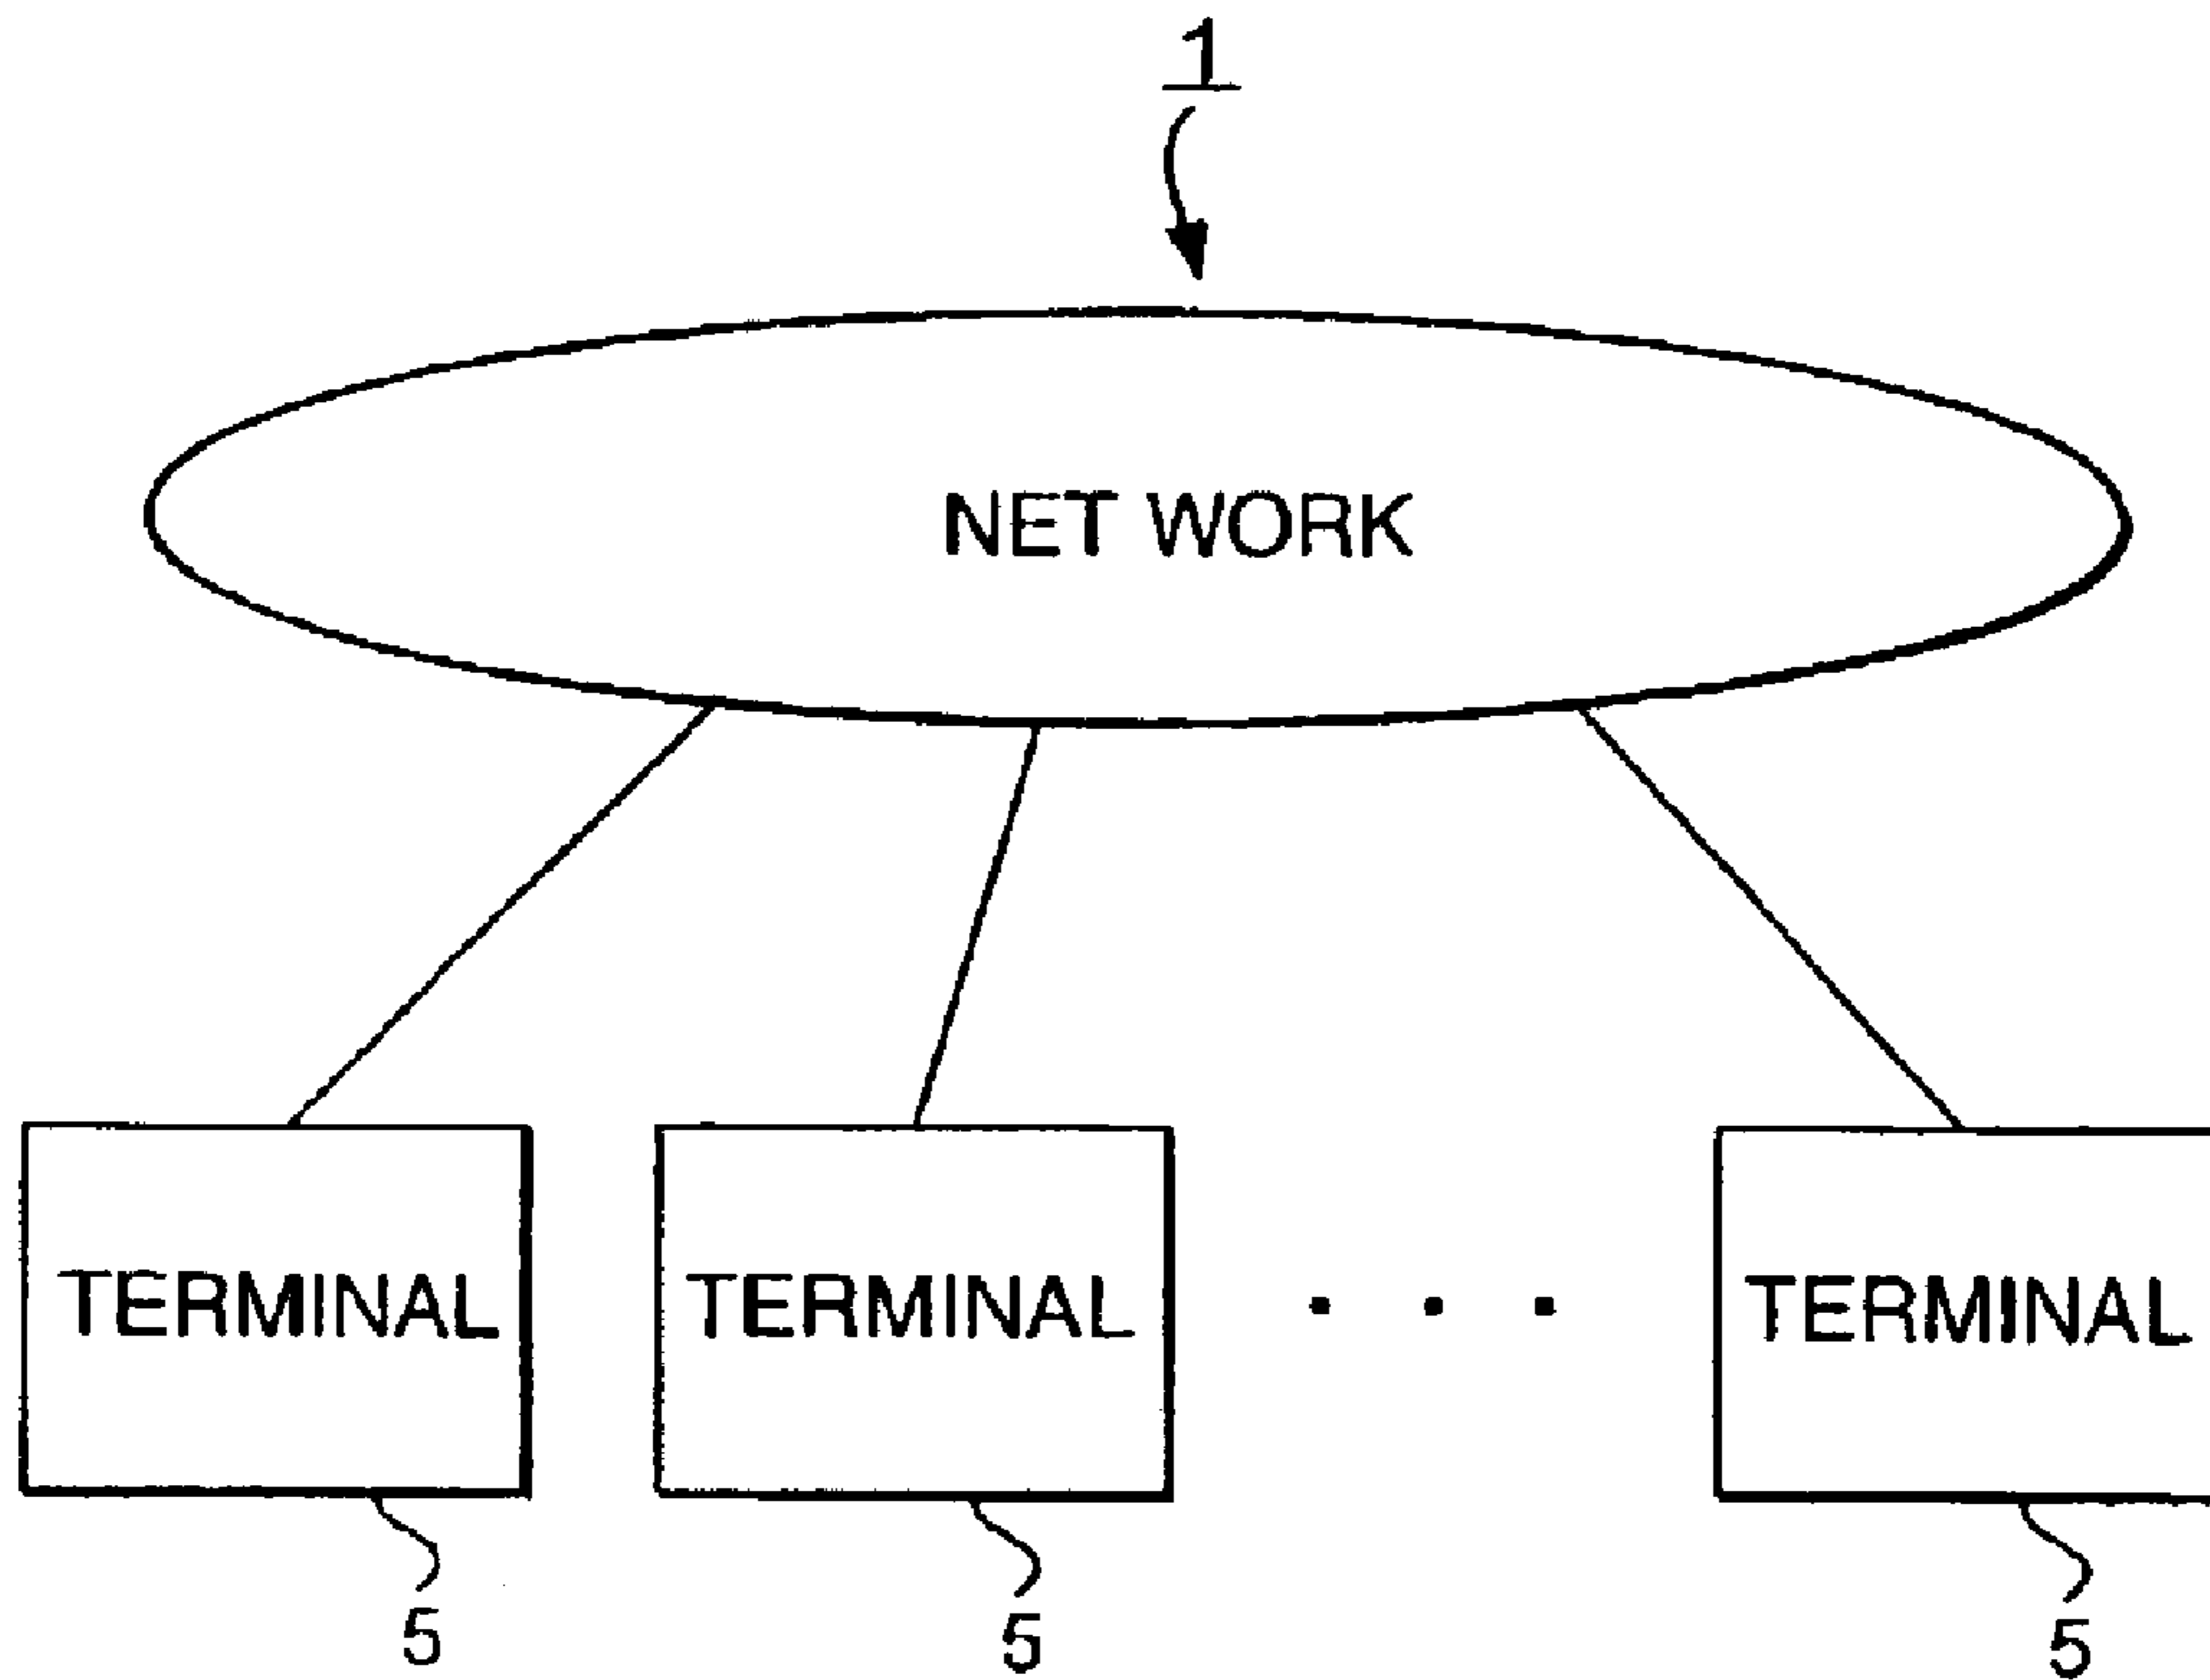 1
NET WORK
TERMINAL TERMINAL . . . TERMINAL
5 5 5